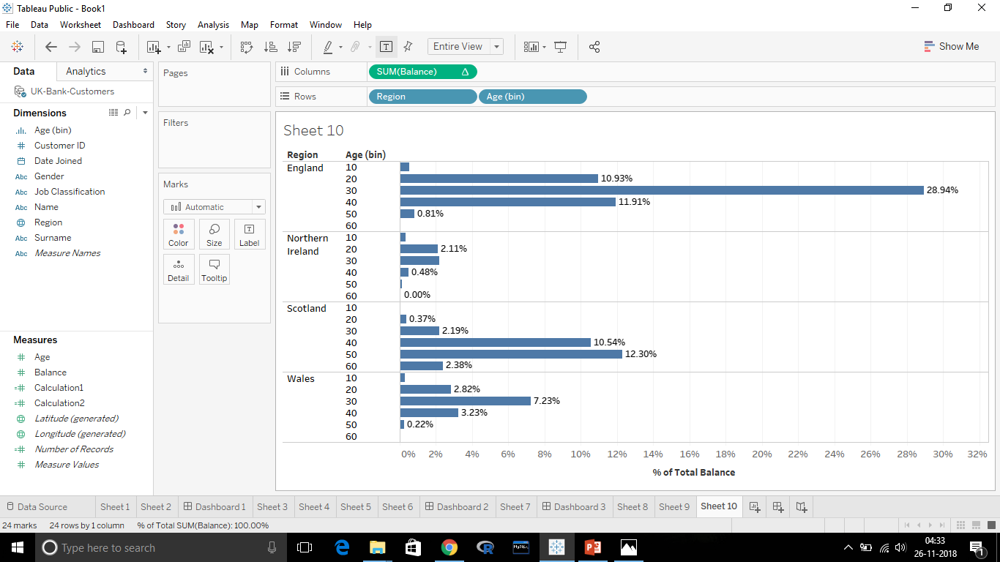 Tableau Public - Book1
File Data Worksheet Dashboard Story Analysis Map Format Window Help
Entire View
Show Me
Data Analytics
UK-Bank-Customers
Dimensions
Age (bin)
# Customer ID
Date Joined
Abc Gender
Abc Job Classification
Abc Name
Region
Abc Surname
Abc Measure Names
Measures
# Age
# Balance
=# Calculation1
=# Calculation2
Latitude (generated)
Longitude (generated)
=# Number of Records
# Measure Values
Pages
Filters
Marks
Automatic
Color Size Label
Detail Tooltip
Columns SUM(Balance) Δ
Rows Region Age (bin)
Sheet 10
Region Age (bin)
England 10
20 10.93%
30 28.94%
40 11.91%
50 0.81%
60
Northern Ireland 10
20 2.11%
30
40 0.48%
50
60 0.00%
Scotland 10
20 0.37%
30 2.19%
40 10.54%
50 12.30%
60 2.38%
Wales 10
20 2.82%
30 7.23%
40 3.23%
50 0.22%
60
0% 2% 4% 6% 8% 10% 12% 14% 16% 18% 20% 22% 24% 26% 28% 30% 32%
% of Total Balance
Data Source Sheet 1 Sheet 2 Dashboard 1 Sheet 3 Sheet 4 Sheet 5 Sheet 6 Dashboard 2 Sheet 7 Dashboard 3 Sheet 8 Sheet 9 Sheet 10
24 marks 24 rows by 1 column % of Total SUM(Balance): 100.00%
Type here to search
MySQL
04:33
26-11-2018
1